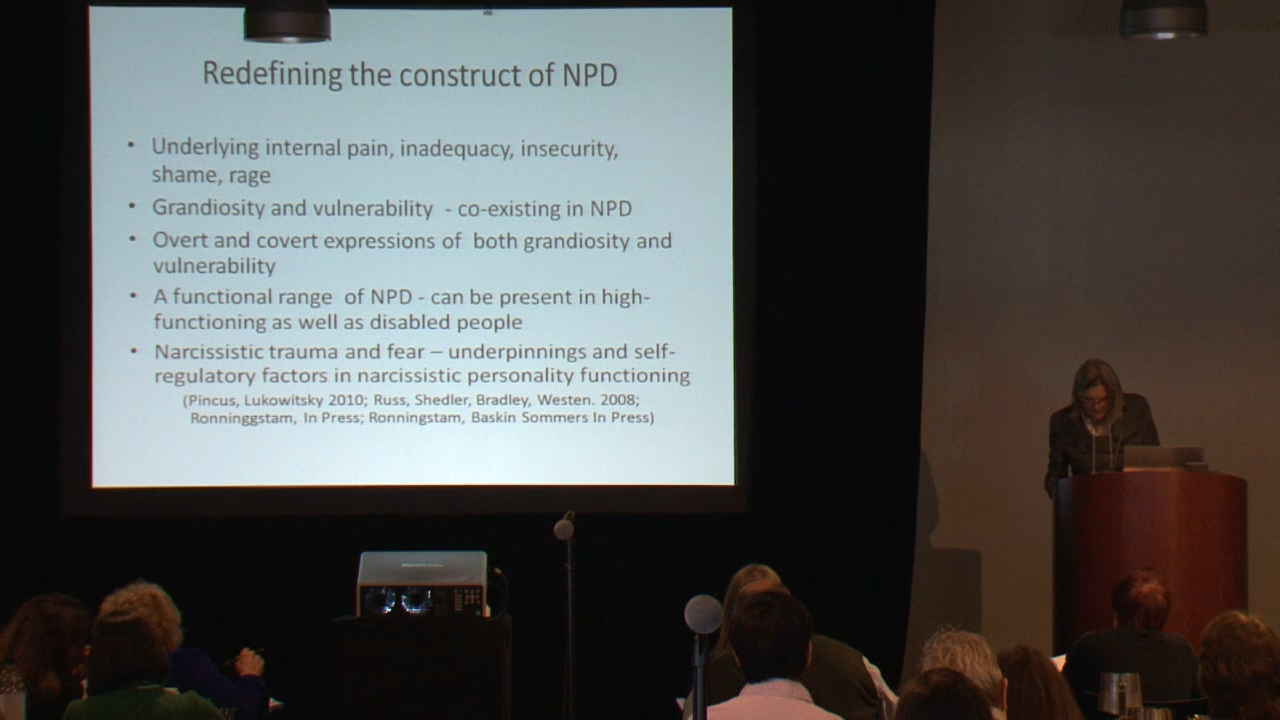 Redefining the construct of NPD
• Underlying internal pain, inadequacy, insecurity,
shame, rage
• Grandiosity and vulnerability - co-existing in NPD
• Overt and covert expressions of both grandiosity and
vulnerability
• A functional range of NPD - can be present in high-
functioning as well as disabled people
• Narcissistic trauma and fear – underpinnings and self-
regulatory factors in narcissistic personality functioning
(Pincus, Lukowitsky 2010; Russ, Shedler, Bradley, Westen. 2008;
Ronninggstam, In Press; Ronningstam, Baskin Sommers In Press)